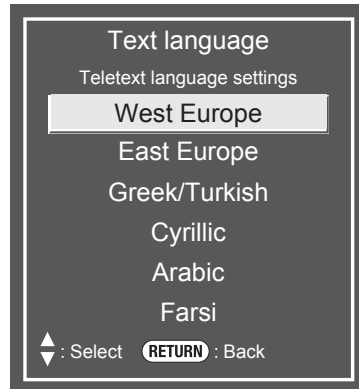 Text language
Teletext language settings
West Europe
East Europe
Greek/Turkish
Cyrillic
Arabic
Farsi
: Select RETURN : Back